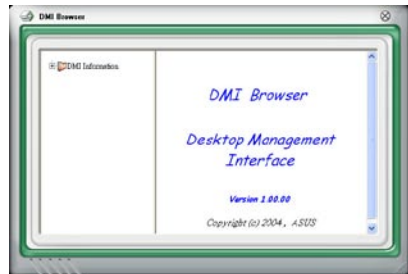 DMI Browser
DMI Information
DMI Browser
Desktop Management
Interface
Version 1.00.00
Copyright (c) 2004, ASUS